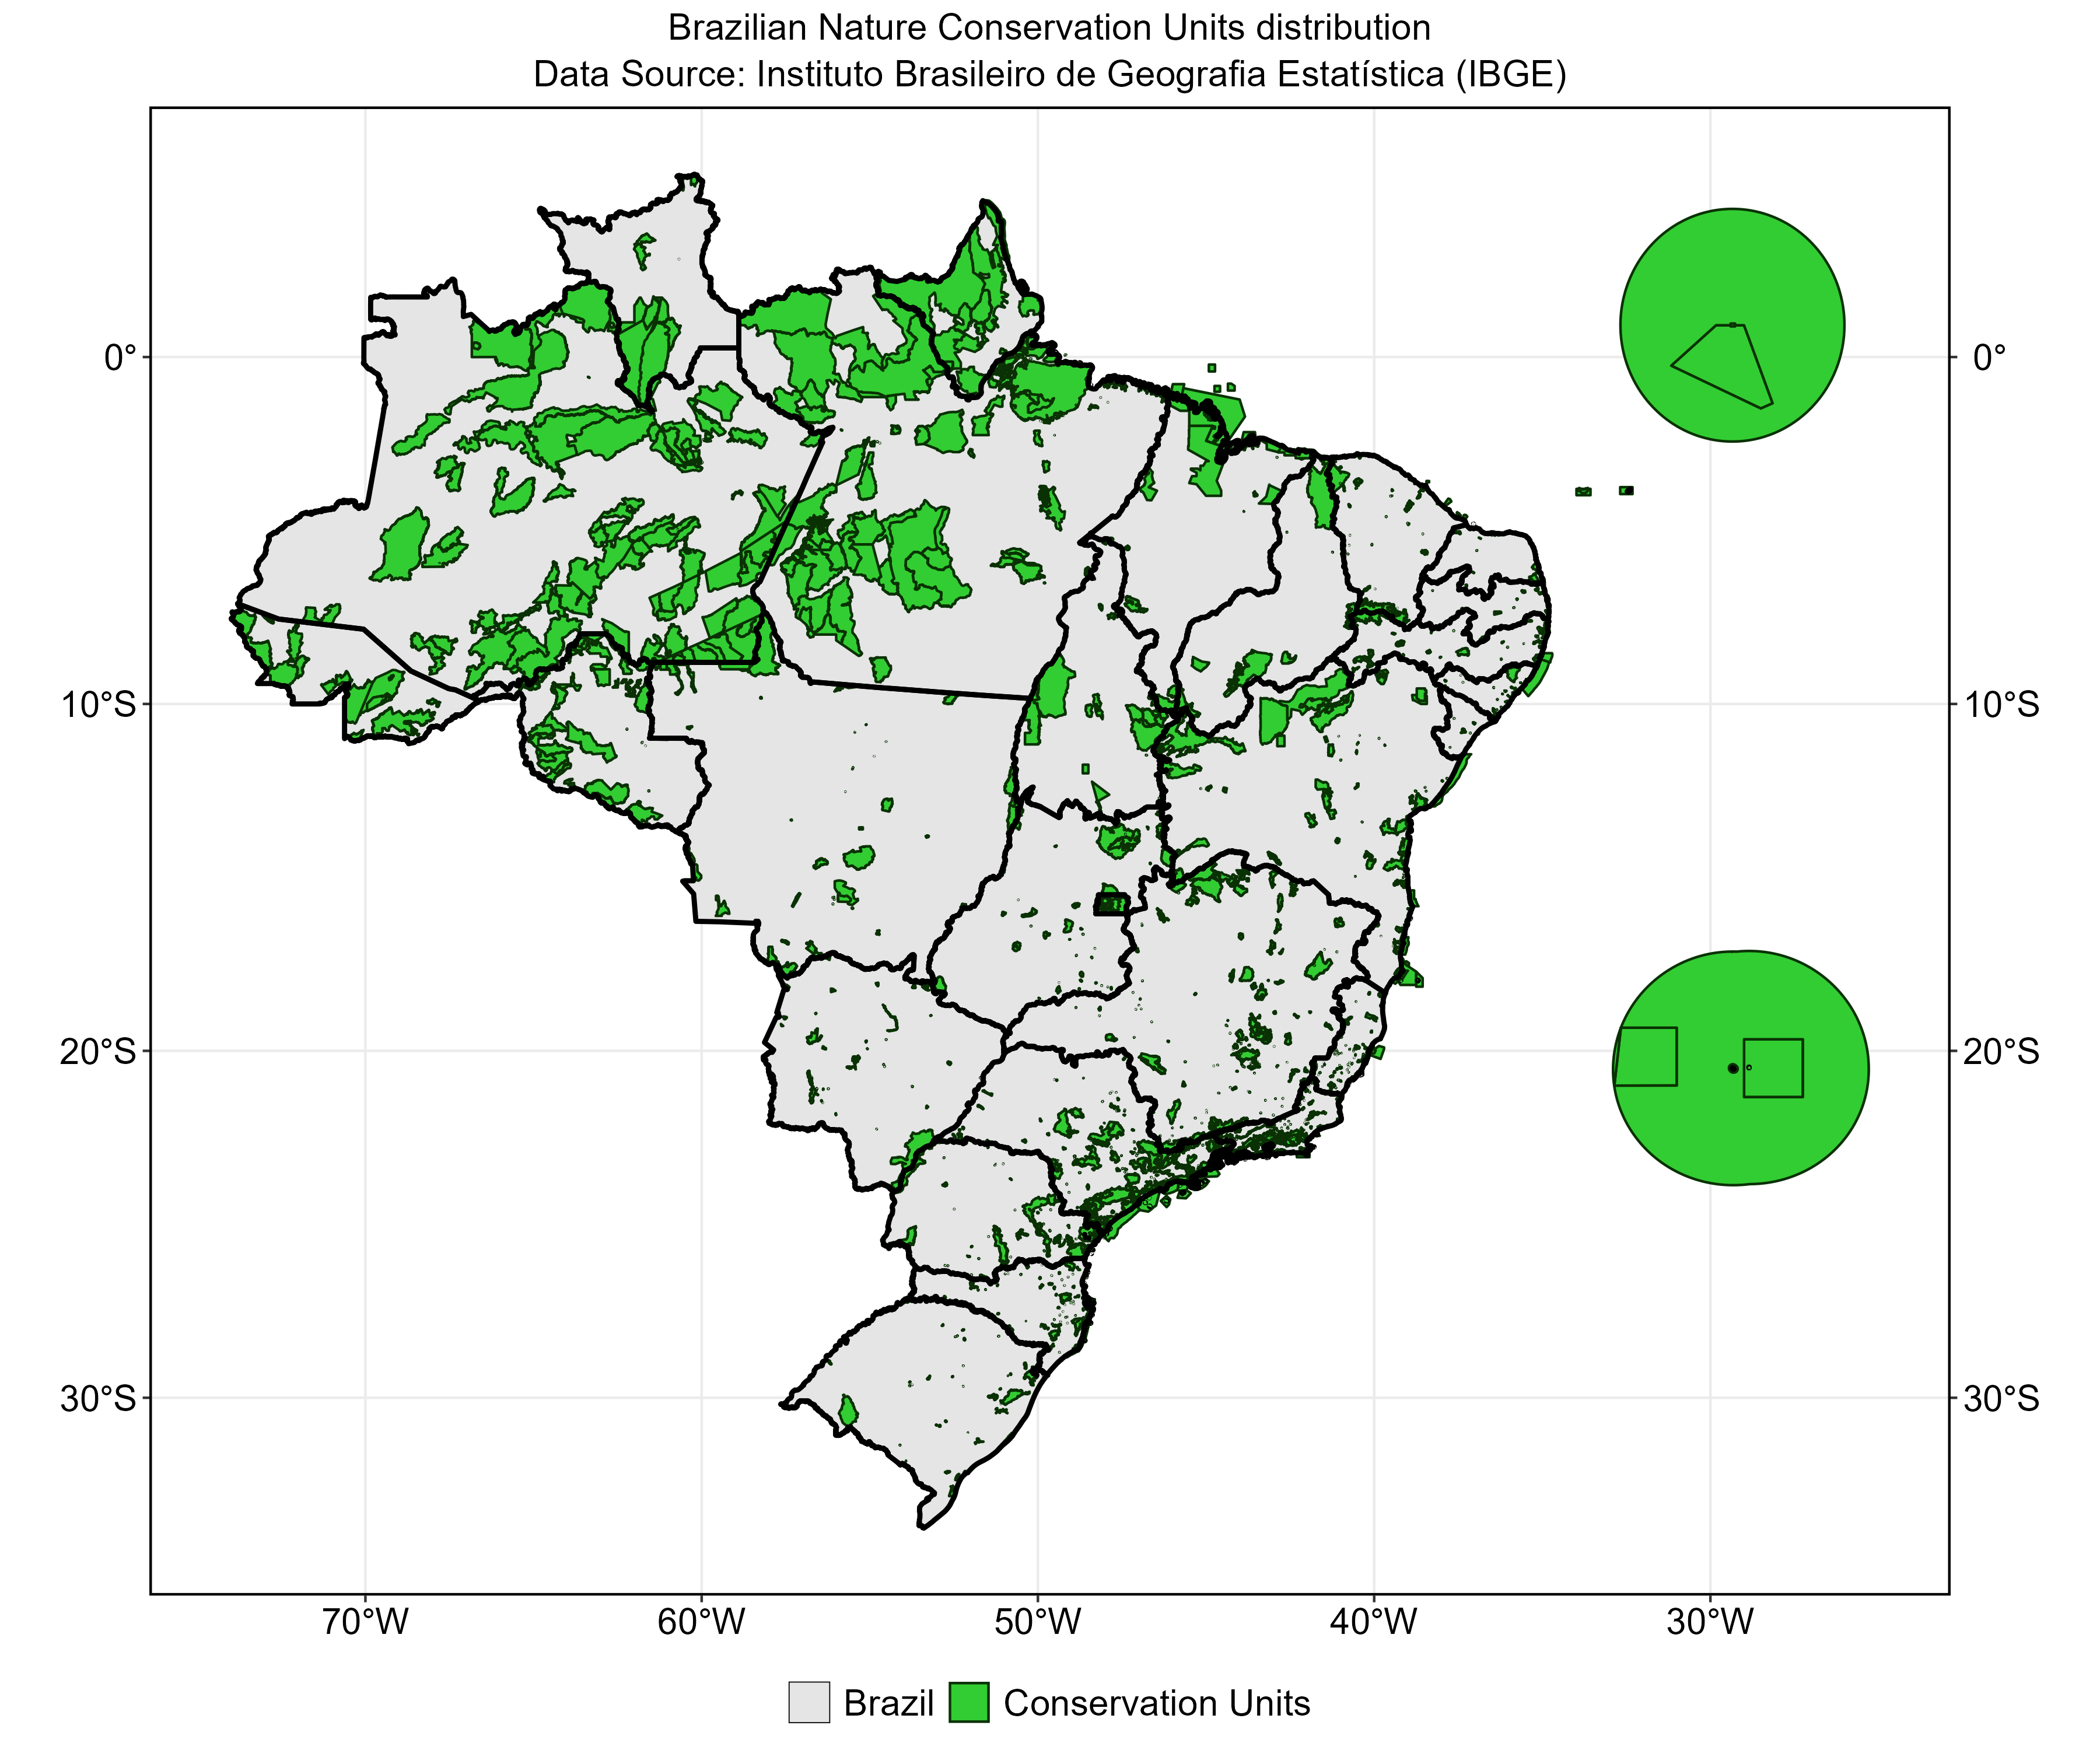 Brazilian Nature Conservation Units distribution
Data Source: Instituto Brasileiro de Geografia Estatística (IBGE)
0° 0°
10°S 10°S
20°S 20°S
30°S 30°S
70°W 60°W 50°W 40°W 30°W
Brazil Conservation Units